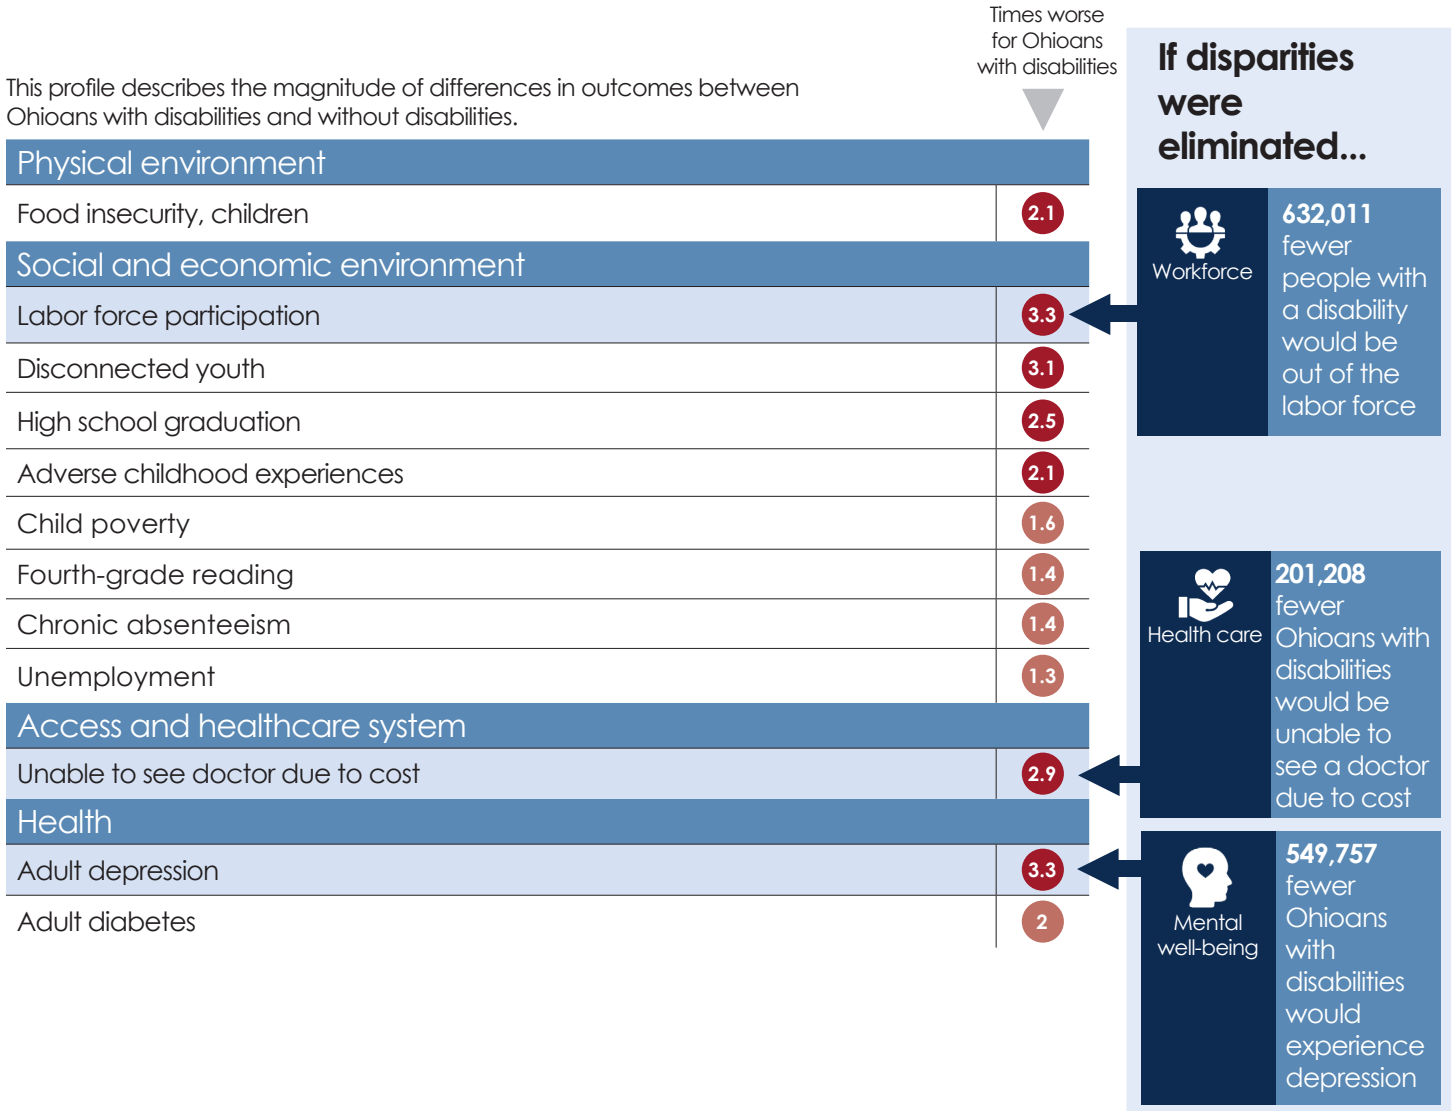 Times worse
for Ohioans
with disabilities
This profile describes the magnitude of differences in outcomes between
Ohioans with disabilities and without disabilities.
Physical environment
Food insecurity, children 2.1
Social and economic environment
Labor force participation 3.3
Disconnected youth 3.1
High school graduation 2.5
Adverse childhood experiences 2.1
Child poverty 1.6
Fourth-grade reading 1.4
Chronic absenteeism 1.4
Unemployment 1.3
Access and healthcare system
Unable to see doctor due to cost 2.9
Health
Adult depression 3.3
Adult diabetes 2
If disparities
were
eliminated...
Workforce
632,011
fewer
people with
a disability
would be
out of the
labor force
Health care
201,208
fewer
Ohioans with
disabilities
would be
unable to
see a doctor
due to cost
Mental
well-being
549,757
fewer
Ohioans
with
disabilities
would
experience
depression